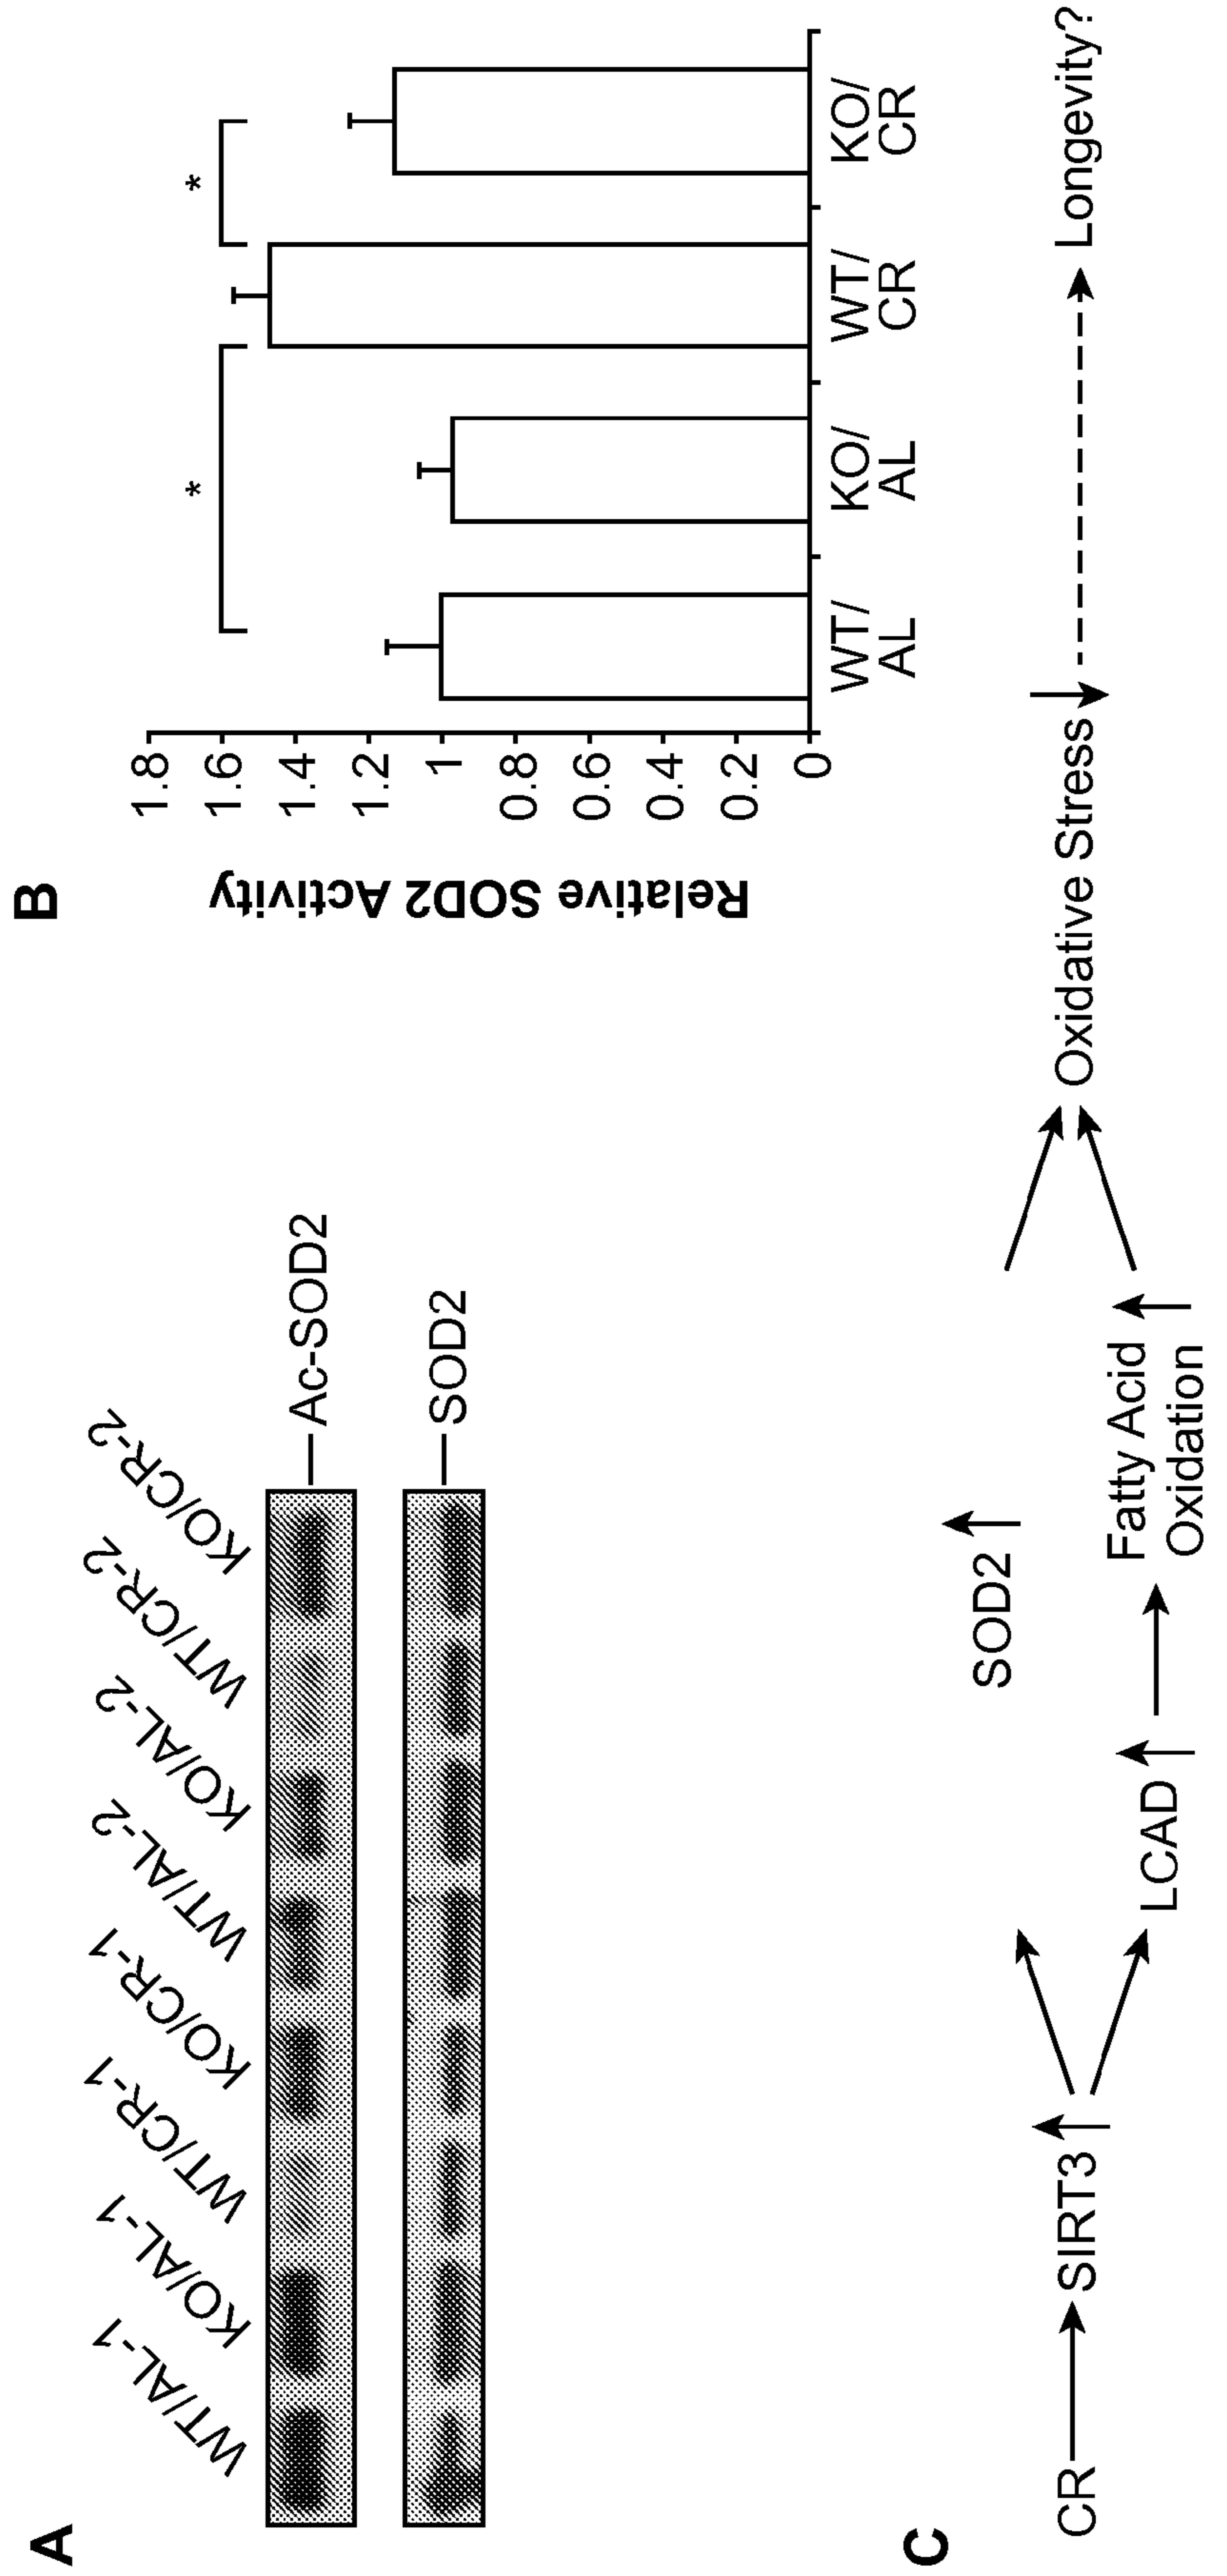 A
WT/AL-1
KO/AL-1
WT/CR-1
KO/CR-1
WT/AL-2
KO/AL-2
WT/CR-2
KO/CR-2
Ac-SOD2
SOD2
B
Relative SOD2 Activity
1.8
1.6
1.4
1.2
1
0.8
0.6
0.4
0.2
0
*
*
WT/
AL
KO/
AL
WT/
CR
KO/
CR
C
CR
SIRT3
SOD2
LCAD
Fatty Acid
Oxidation
Oxidative Stress
Longevity?